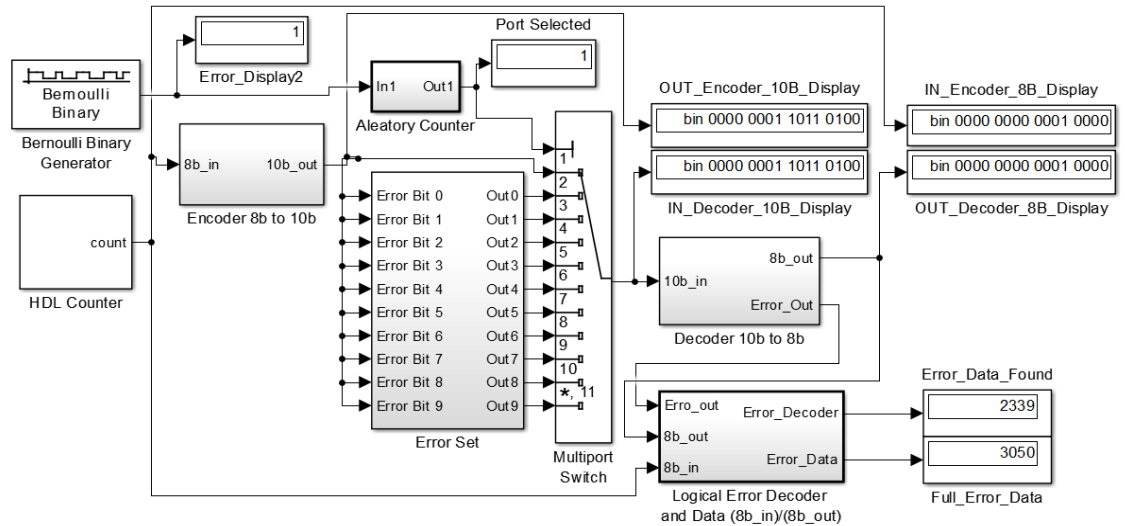 1
Error_Display2
Port Selected
1
Bernoulli
Binary
Bernoulli Binary
Generator
In1
Out1
Aleatory Counter
OUT_Encoder_10B_Display
bin 0000 0001 1011 0100
bin 0000 0001 1011 0100
IN_Decoder_10B_Display
IN_Encoder_8B_Display
bin 0000 0000 0001 0000
bin 0000 0000 0001 0000
OUT_Decoder_8B_Display
8b_in
10b_out
Encoder 8b to 10b
count
HDL Counter
Error Bit 0
Out0
Error Bit 1
Out1
Error Bit 2
Out2
Error Bit 3
Out3
Error Bit 4
Out4
Error Bit 5
Out5
Error Bit 6
Out6
Error Bit 7
Out7
Error Bit 8
Out8
Error Bit 9
Out9
Error Set
1
2
3
4
5
6
7
8
9
10
*, 11
Multiport
Switch
10b_in
8b_out
Error_Out
Decoder 10b to 8b
Erro_out
8b_out
8b_in
Error_Decoder
Error_Data
Logical Error Decoder
and Data (8b_in)/(8b_out)
Error_Data_Found
2339
3050
Full_Error_Data